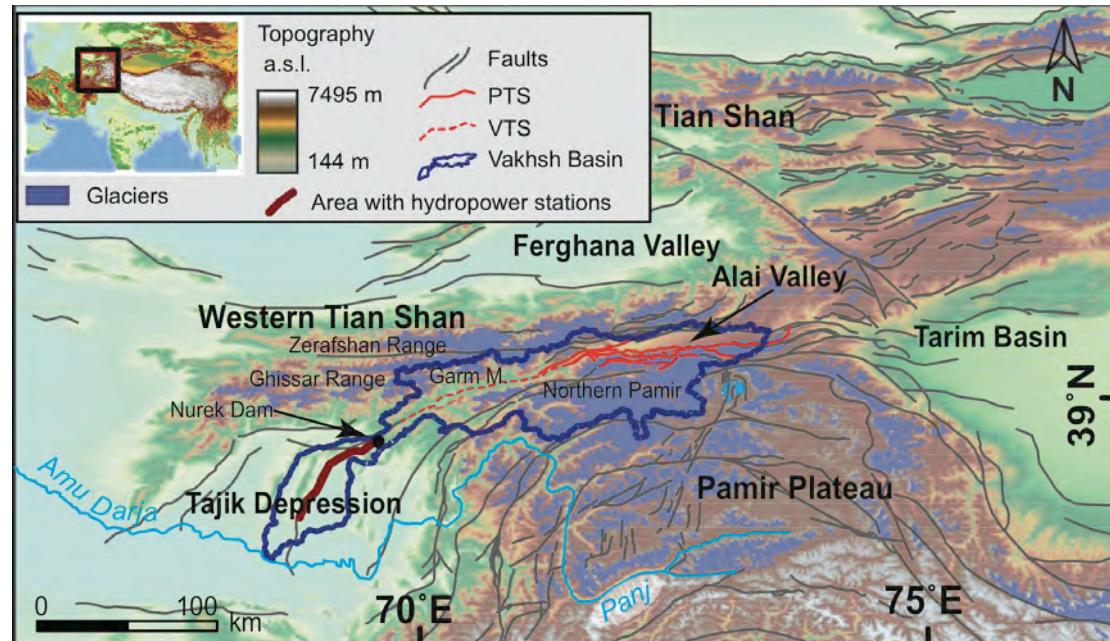 Topography
a.s.l.
7495 m
144 m
Faults
PTS
VTS
Vakhsh Basin
Glaciers
Area with hydropower stations
N
Tian Shan
Ferghana Valley
Alai Valley
Western Tian Shan
Zerafshan Range
Tarim Basin
Ghissar Range
Garm M.
Northern Pamir
39°N
Nurek Dam
Amu Darja
Tajik Depression
Pamir Plateau
Panj
0 100
km
70°E
75°E